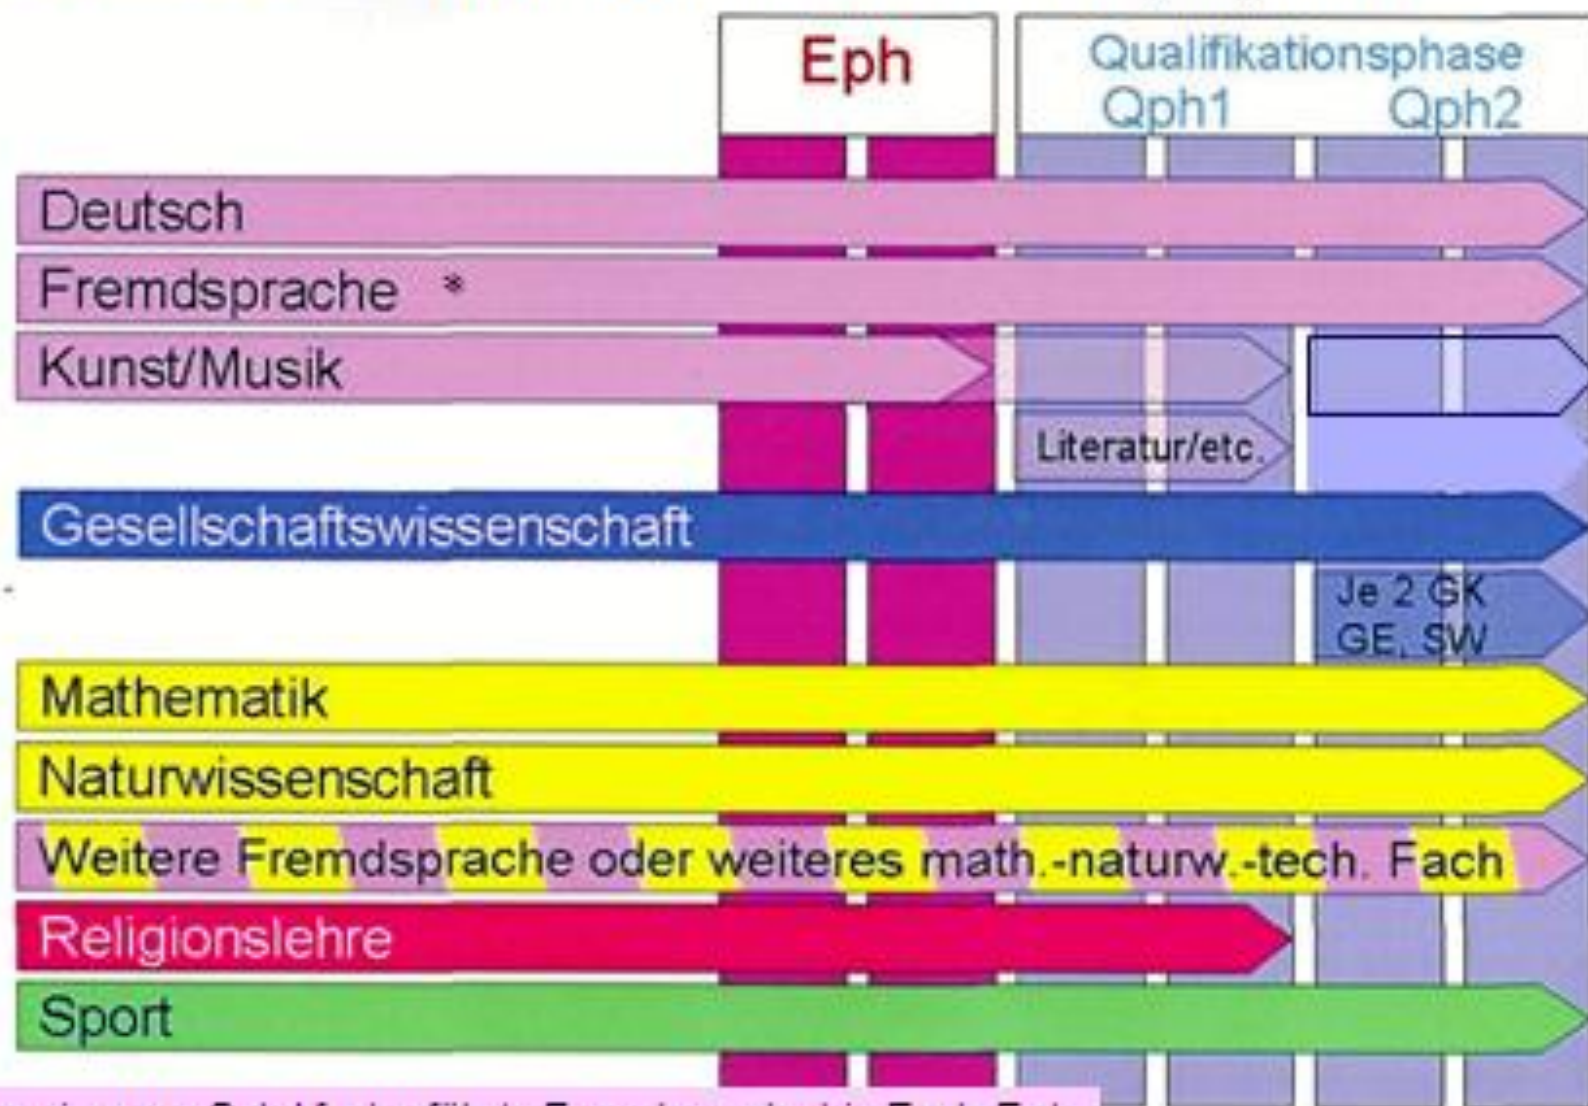 Eph
Qualifikationsphase
Qph1 Qph2
Deutsch
Fremdsprache *
Kunst/Musik
Literatur/etc.
Gesellschaftswissenschaft
Je 2 GK
GE, SW
Mathematik
Naturwissenschaft
Weitere Fremdsprache oder weiteres math.-naturw.-tech. Fach
Religionslehre
Sport